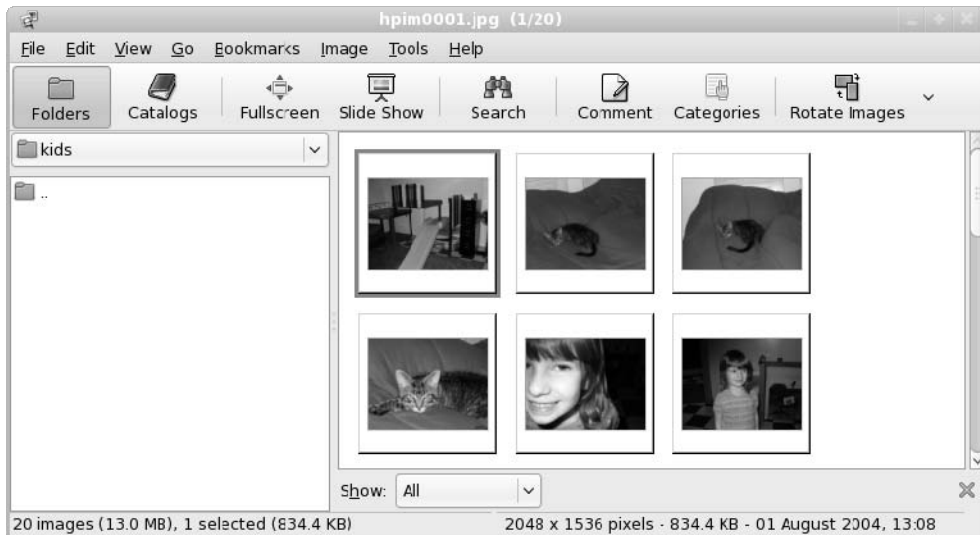 hpim0001.jpg (1/20)
File Edit View Go Bookmarks Image Tools Help
Folders Catalogs Fullscreen Slide Show Search Comment Categories Rotate Images
kids
..
Show: All
20 images (13.0 MB), 1 selected (834.4 KB) 2048 x 1536 pixels - 834.4 KB - 01 August 2004, 13:08